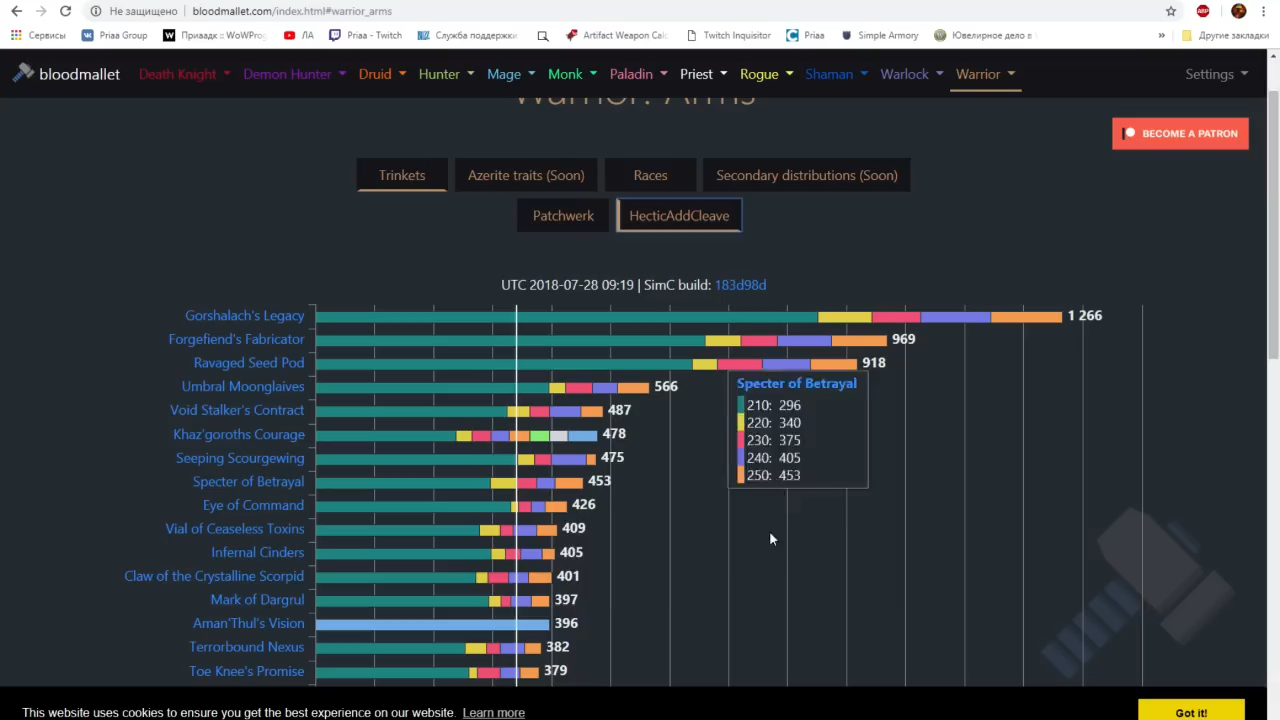 Не защищено | bloodmallet.com/index.html#warrior_arms
Сервисы Priaa Group Приаадк » WoWProg ЛА Priaa - Twitch Служба поддержки Artifact Weapon Calc Twitch Inquisitor Priaa Simple Armory Ювелирное дело в » Другие закладки
bloodmallet Death Knight Demon Hunter Druid Hunter Mage Monk Paladin Priest Rogue Shaman Warlock Warrior Settings
Warrior: Arms
BECOME A PATRON
Trinkets Azerite traits (Soon) Races Secondary distributions (Soon)
Patchwerk HecticAddCleave
UTC 2018-07-28 09:19 | SimC build: 183d98d
Gorshalach's Legacy 1 266
Forgefiend's Fabricator 969
Ravaged Seed Pod 918
Umbral Moonglaives 566
Void Stalker's Contract 487
Khaz'goroths Courage 478
Seeping Scourgewing 475
Specter of Betrayal 453
Eye of Command 426
Vial of Ceaseless Toxins 409
Infernal Cinders 405
Claw of the Crystalline Scorpid 401
Mark of Dargrul 397
Aman'Thul's Vision 396
Terrorbound Nexus 382
Toe Knee's Promise 379
Specter of Betrayal
210: 296
220: 340
230: 375
240: 405
250: 453
This website uses cookies to ensure you get the best experience on our website. Learn more
Got it!